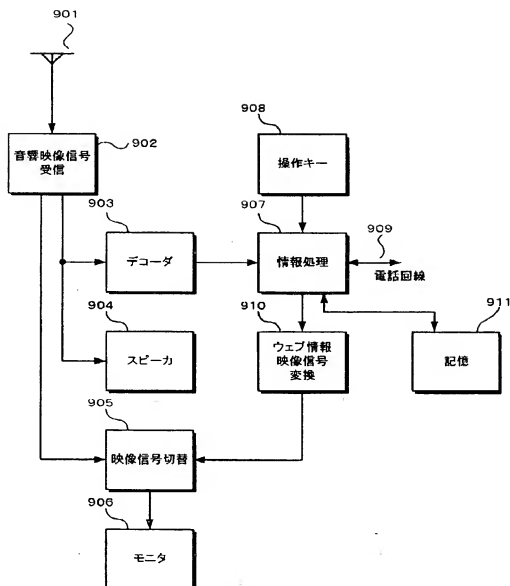 901
音響映像信号
受信
902
908
操作キー
903
デコーダ
907
情報処理
909
電話回線
904
スピーカ
910
ウェブ情報
映像信号
変換
911
記憶
905
映像信号切替
906
モニタ